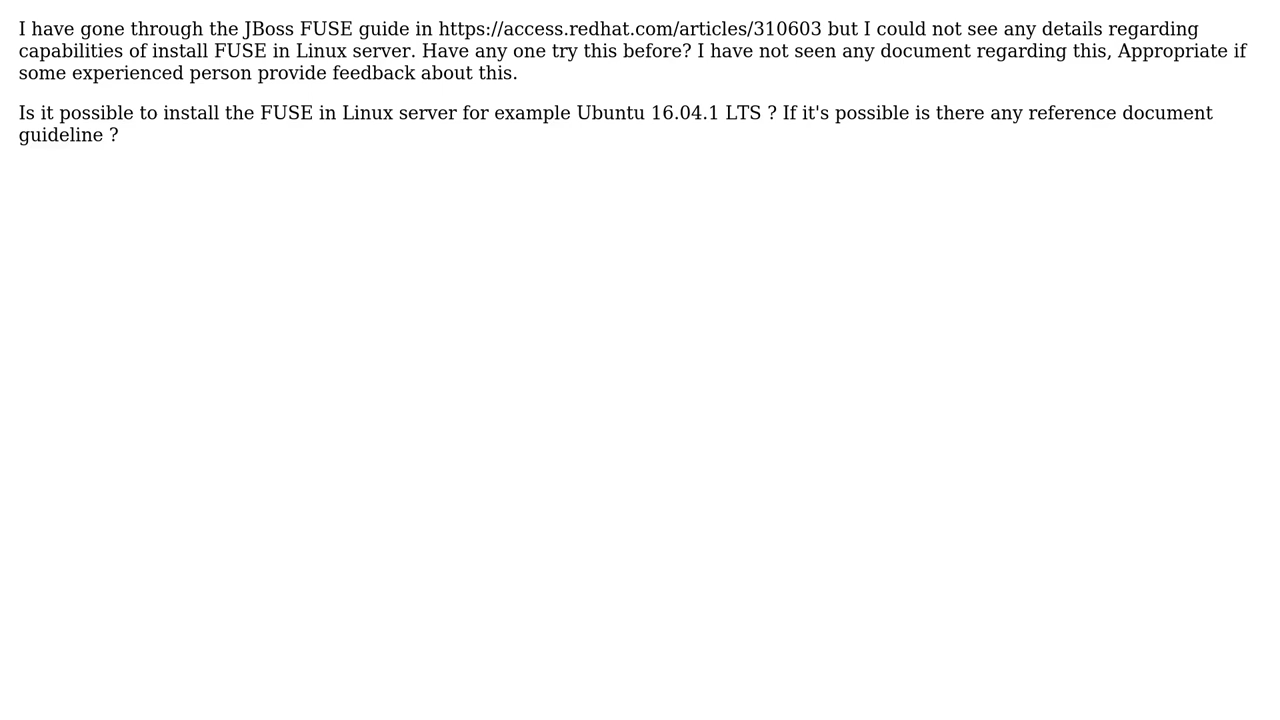 I have gone through the JBoss FUSE guide in https://access.redhat.com/articles/310603 but I could not see any details regarding
capabilities of install FUSE in Linux server. Have any one try this before? I have not seen any document regarding this, Appropriate if
some experienced person provide feedback about this.
Is it possible to install the FUSE in Linux server for example Ubuntu 16.04.1 LTS ? If it's possible is there any reference document
guideline ?